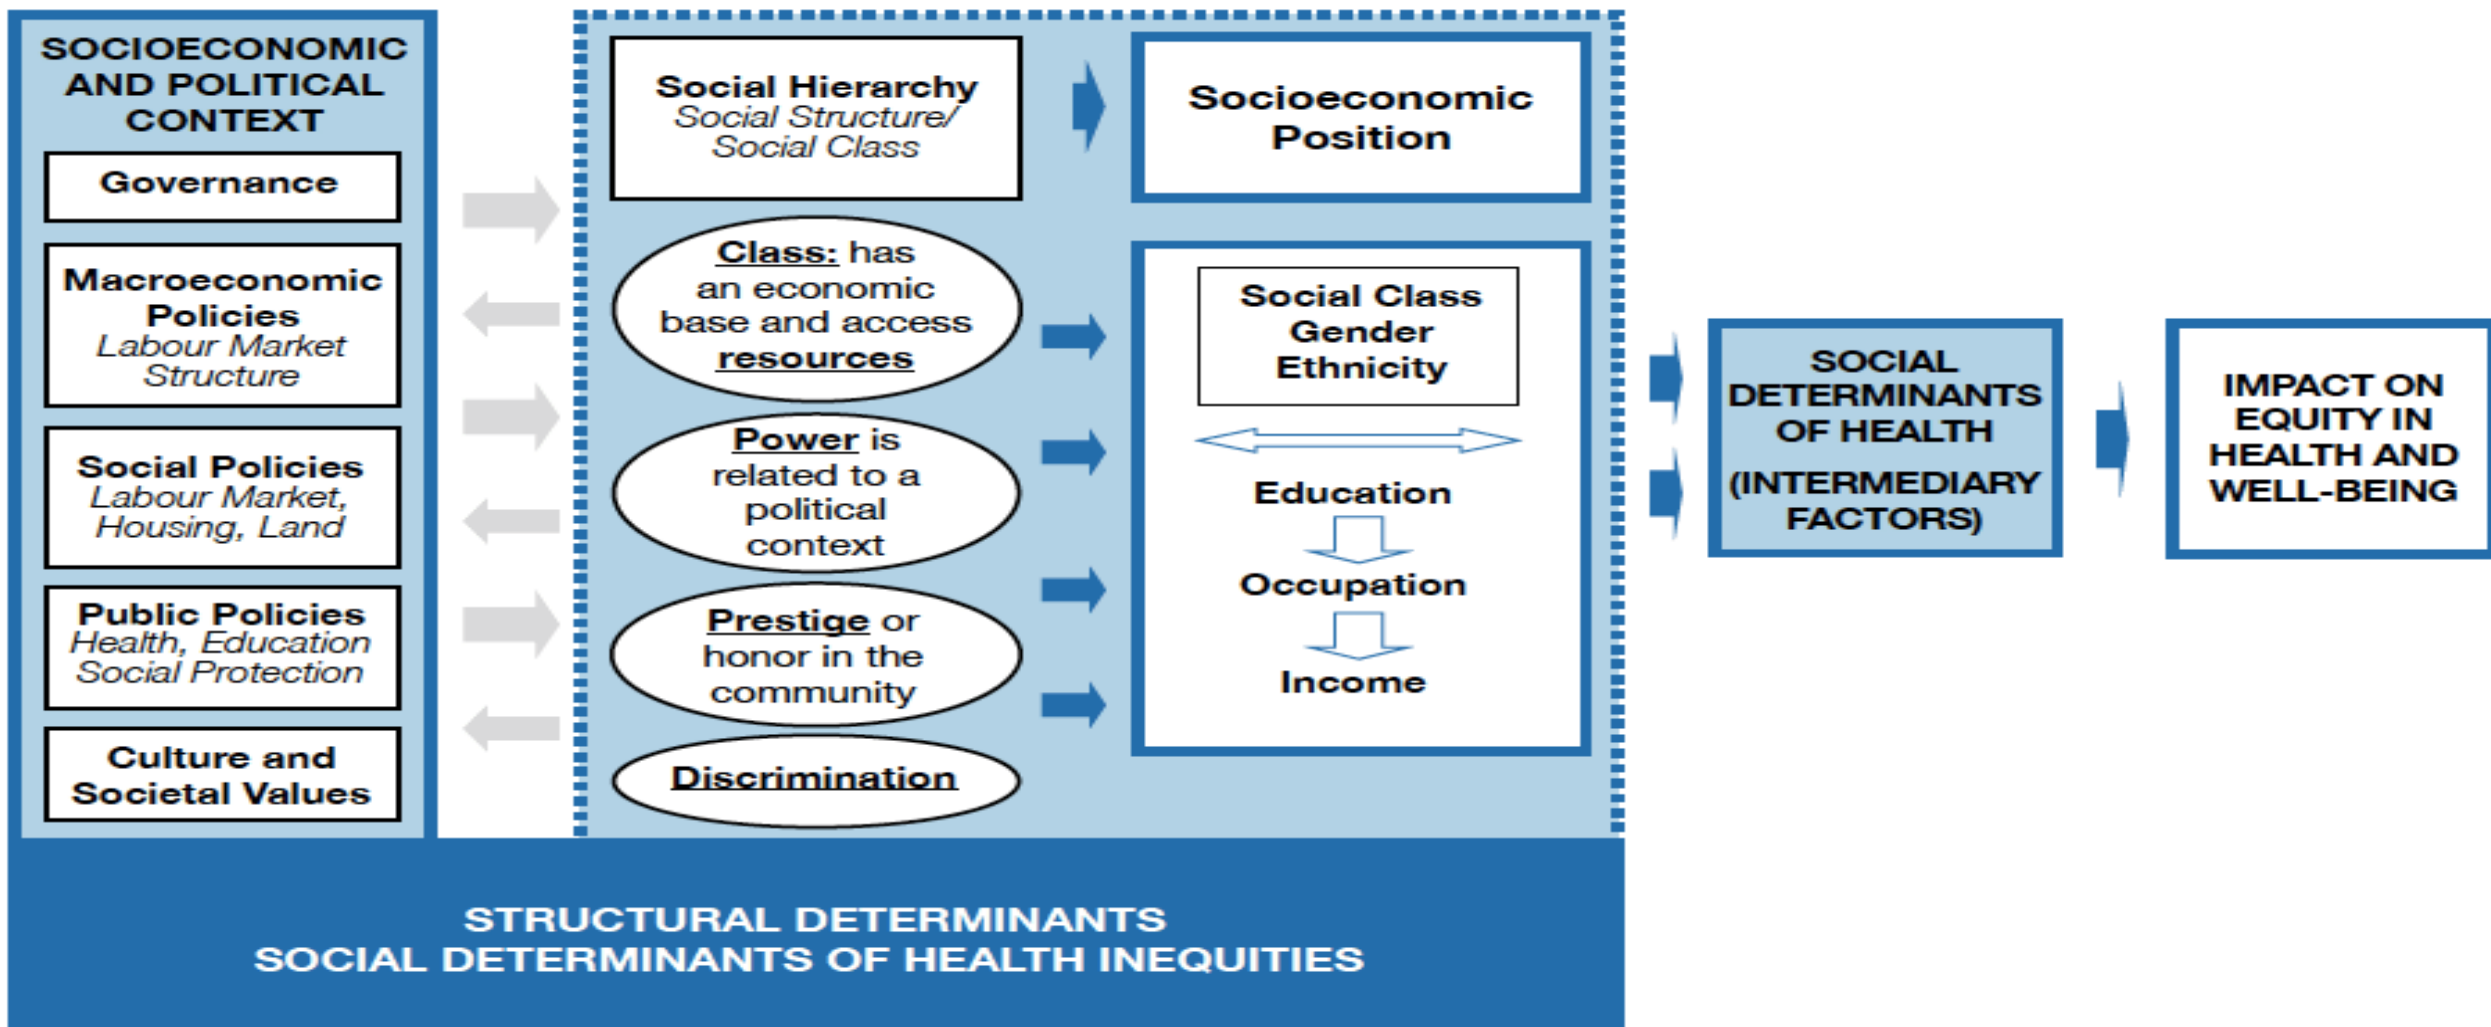 SOCIOECONOMIC
AND POLITICAL
CONTEXT
Governance
Macroeconomic
Policies
Labour Market
Structure
Social Policies
Labour Market,
Housing, Land
Public Policies
Health, Education
Social Protection
Culture and
Societal Values
Social Hierarchy
Social Structure/
Social Class
Class: has
an economic
base and access
resources
Power is
related to a
political
context
Prestige or
honor in the
community
Discrimination
Socioeconomic
Position
Social Class
Gender
Ethnicity
Education
Occupation
Income
SOCIAL
DETERMINANTS
OF HEALTH
(INTERMEDIARY
FACTORS)
IMPACT ON
EQUITY IN
HEALTH AND
WELL-BEING
STRUCTURAL DETERMINANTS
SOCIAL DETERMINANTS OF HEALTH INEQUITIES